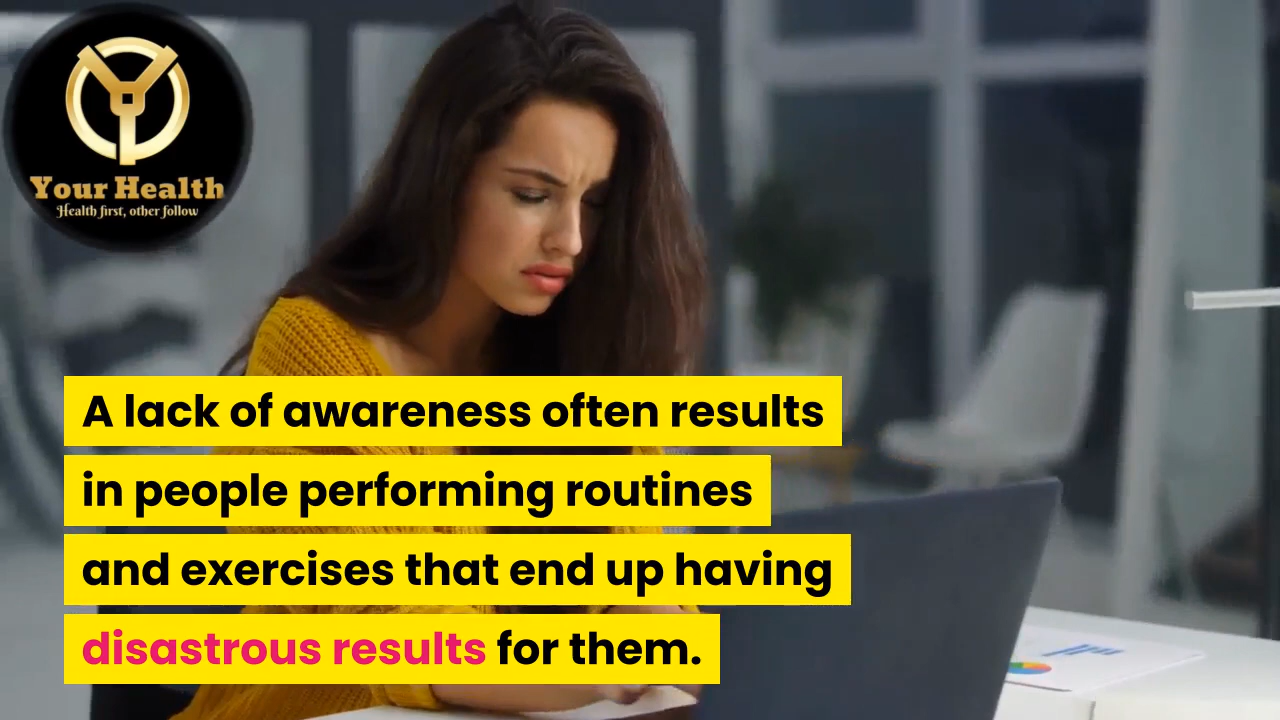 Your Health
Health first, other follow
A lack of awareness often results
in people performing routines
and exercises that end up having
disastrous results for them.